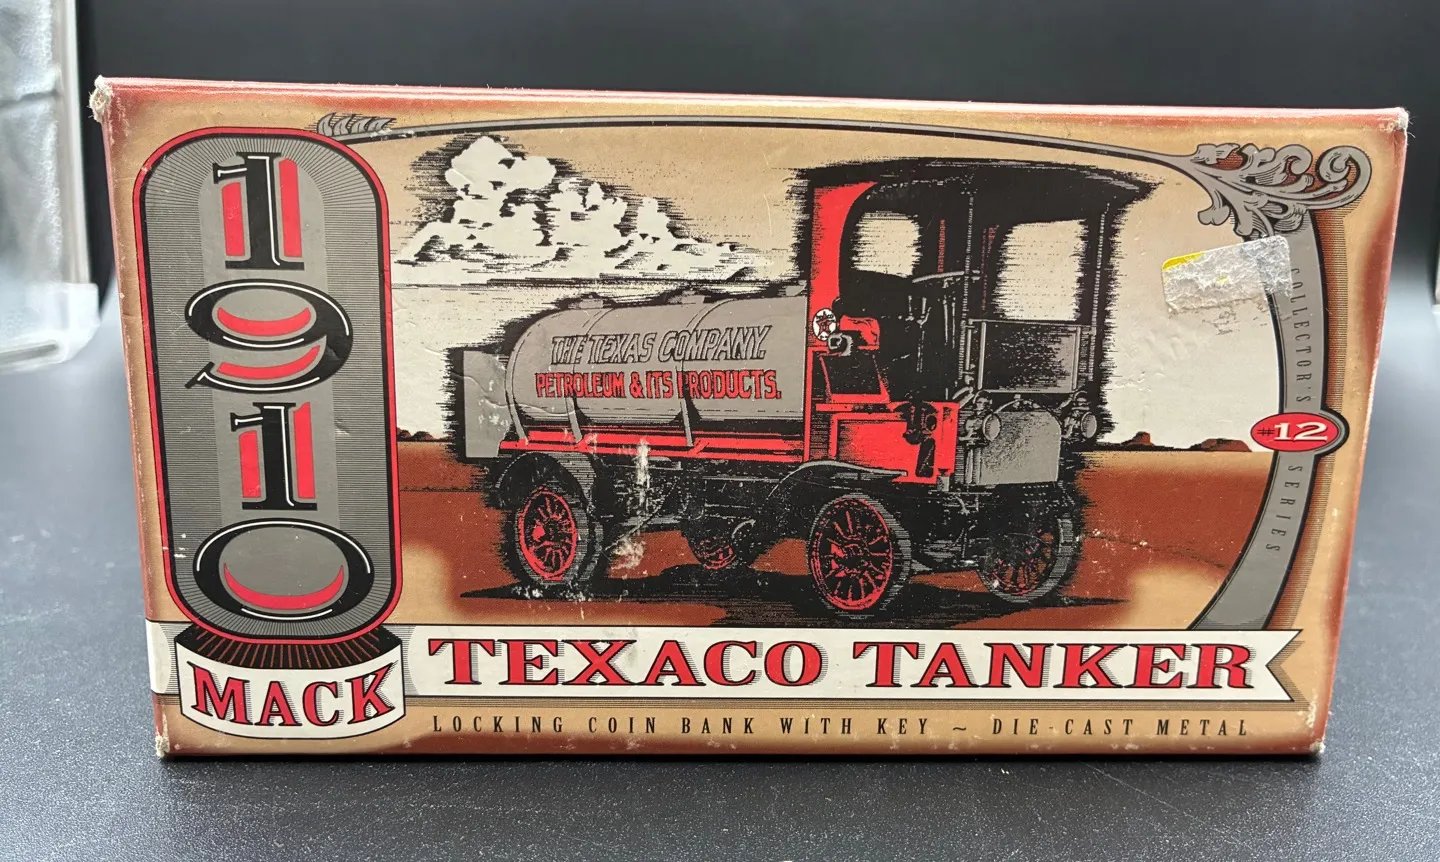 1910
MACK
THE TEXAS COMPANY.
PETROLEUM & ITS PRODUCTS.
COLLECTOR'S
#12
SERIES
TEXACO TANKER
LOCKING COIN BANK WITH KEY ~ DIE-CAST METAL